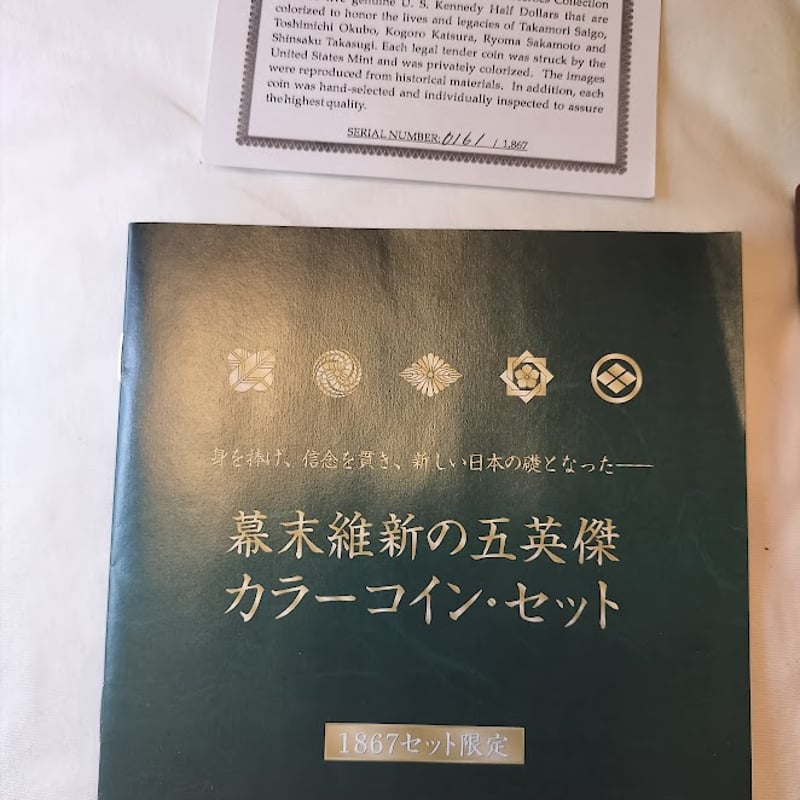 genuine U. S. Kennedy Half Dollars that are
colorized to honor the lives and legacies of Takamori Saigo,
Toshimichi Okubo, Kogoro Katsura, Ryoma Sakamoto and
Shinsaku Takasugi. Each legal tender coin was struck by the
United States Mint and was privately colorized. The images
were reproduced from historical materials. In addition, each
coin was hand-selected and individually inspected to assure
the highest quality.
SERIAL NUMBER: 0161 / 1,867
身を捧げ、信念を貫き、新しい日本の礎となった──
幕末維新の五英傑
カラーコイン・セット
1867セット限定